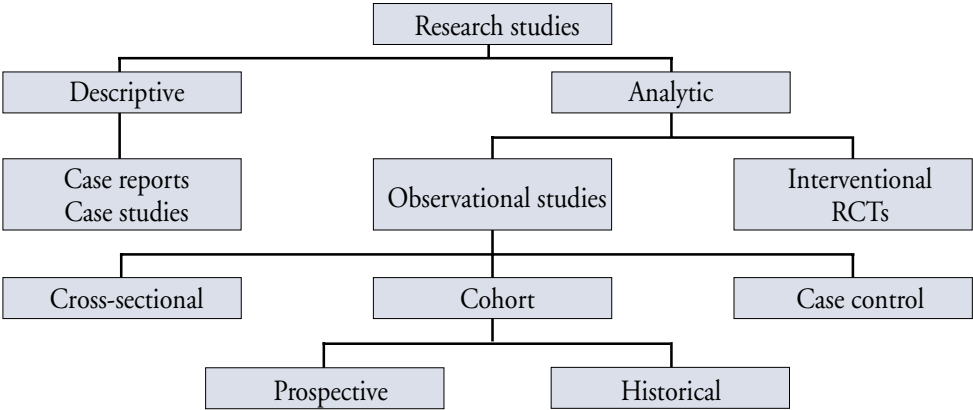 Research studies
Descriptive
Analytic
Case reports
Case studies
Observational studies
Interventional
RCTs
Cross-sectional
Cohort
Case control
Prospective
Historical